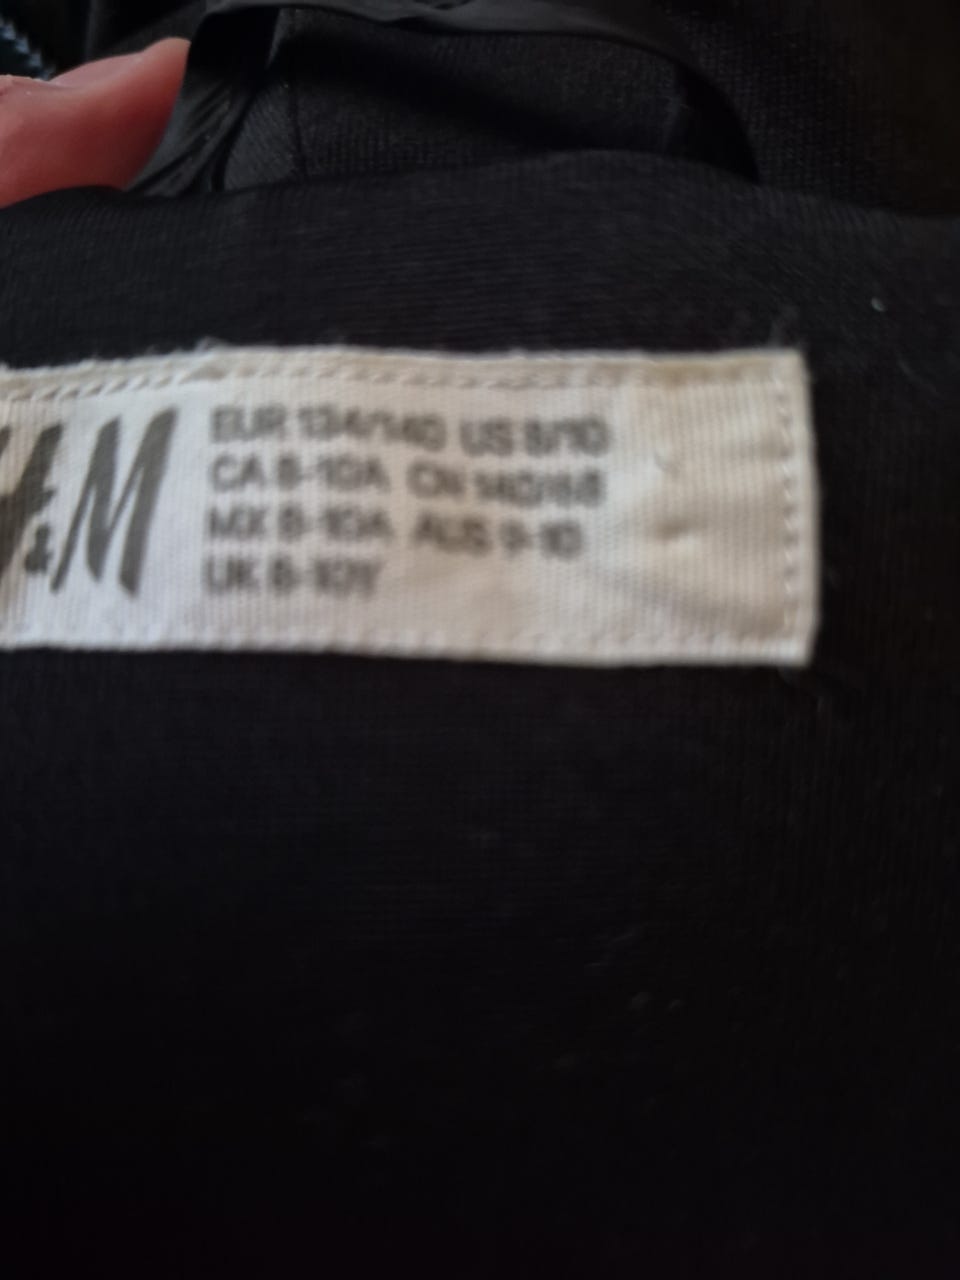 H&M
EUR 134/140 US 8/10
CA 8-10A CN 140/68
MX 8-10A AUS 9-10
UK 8-10Y